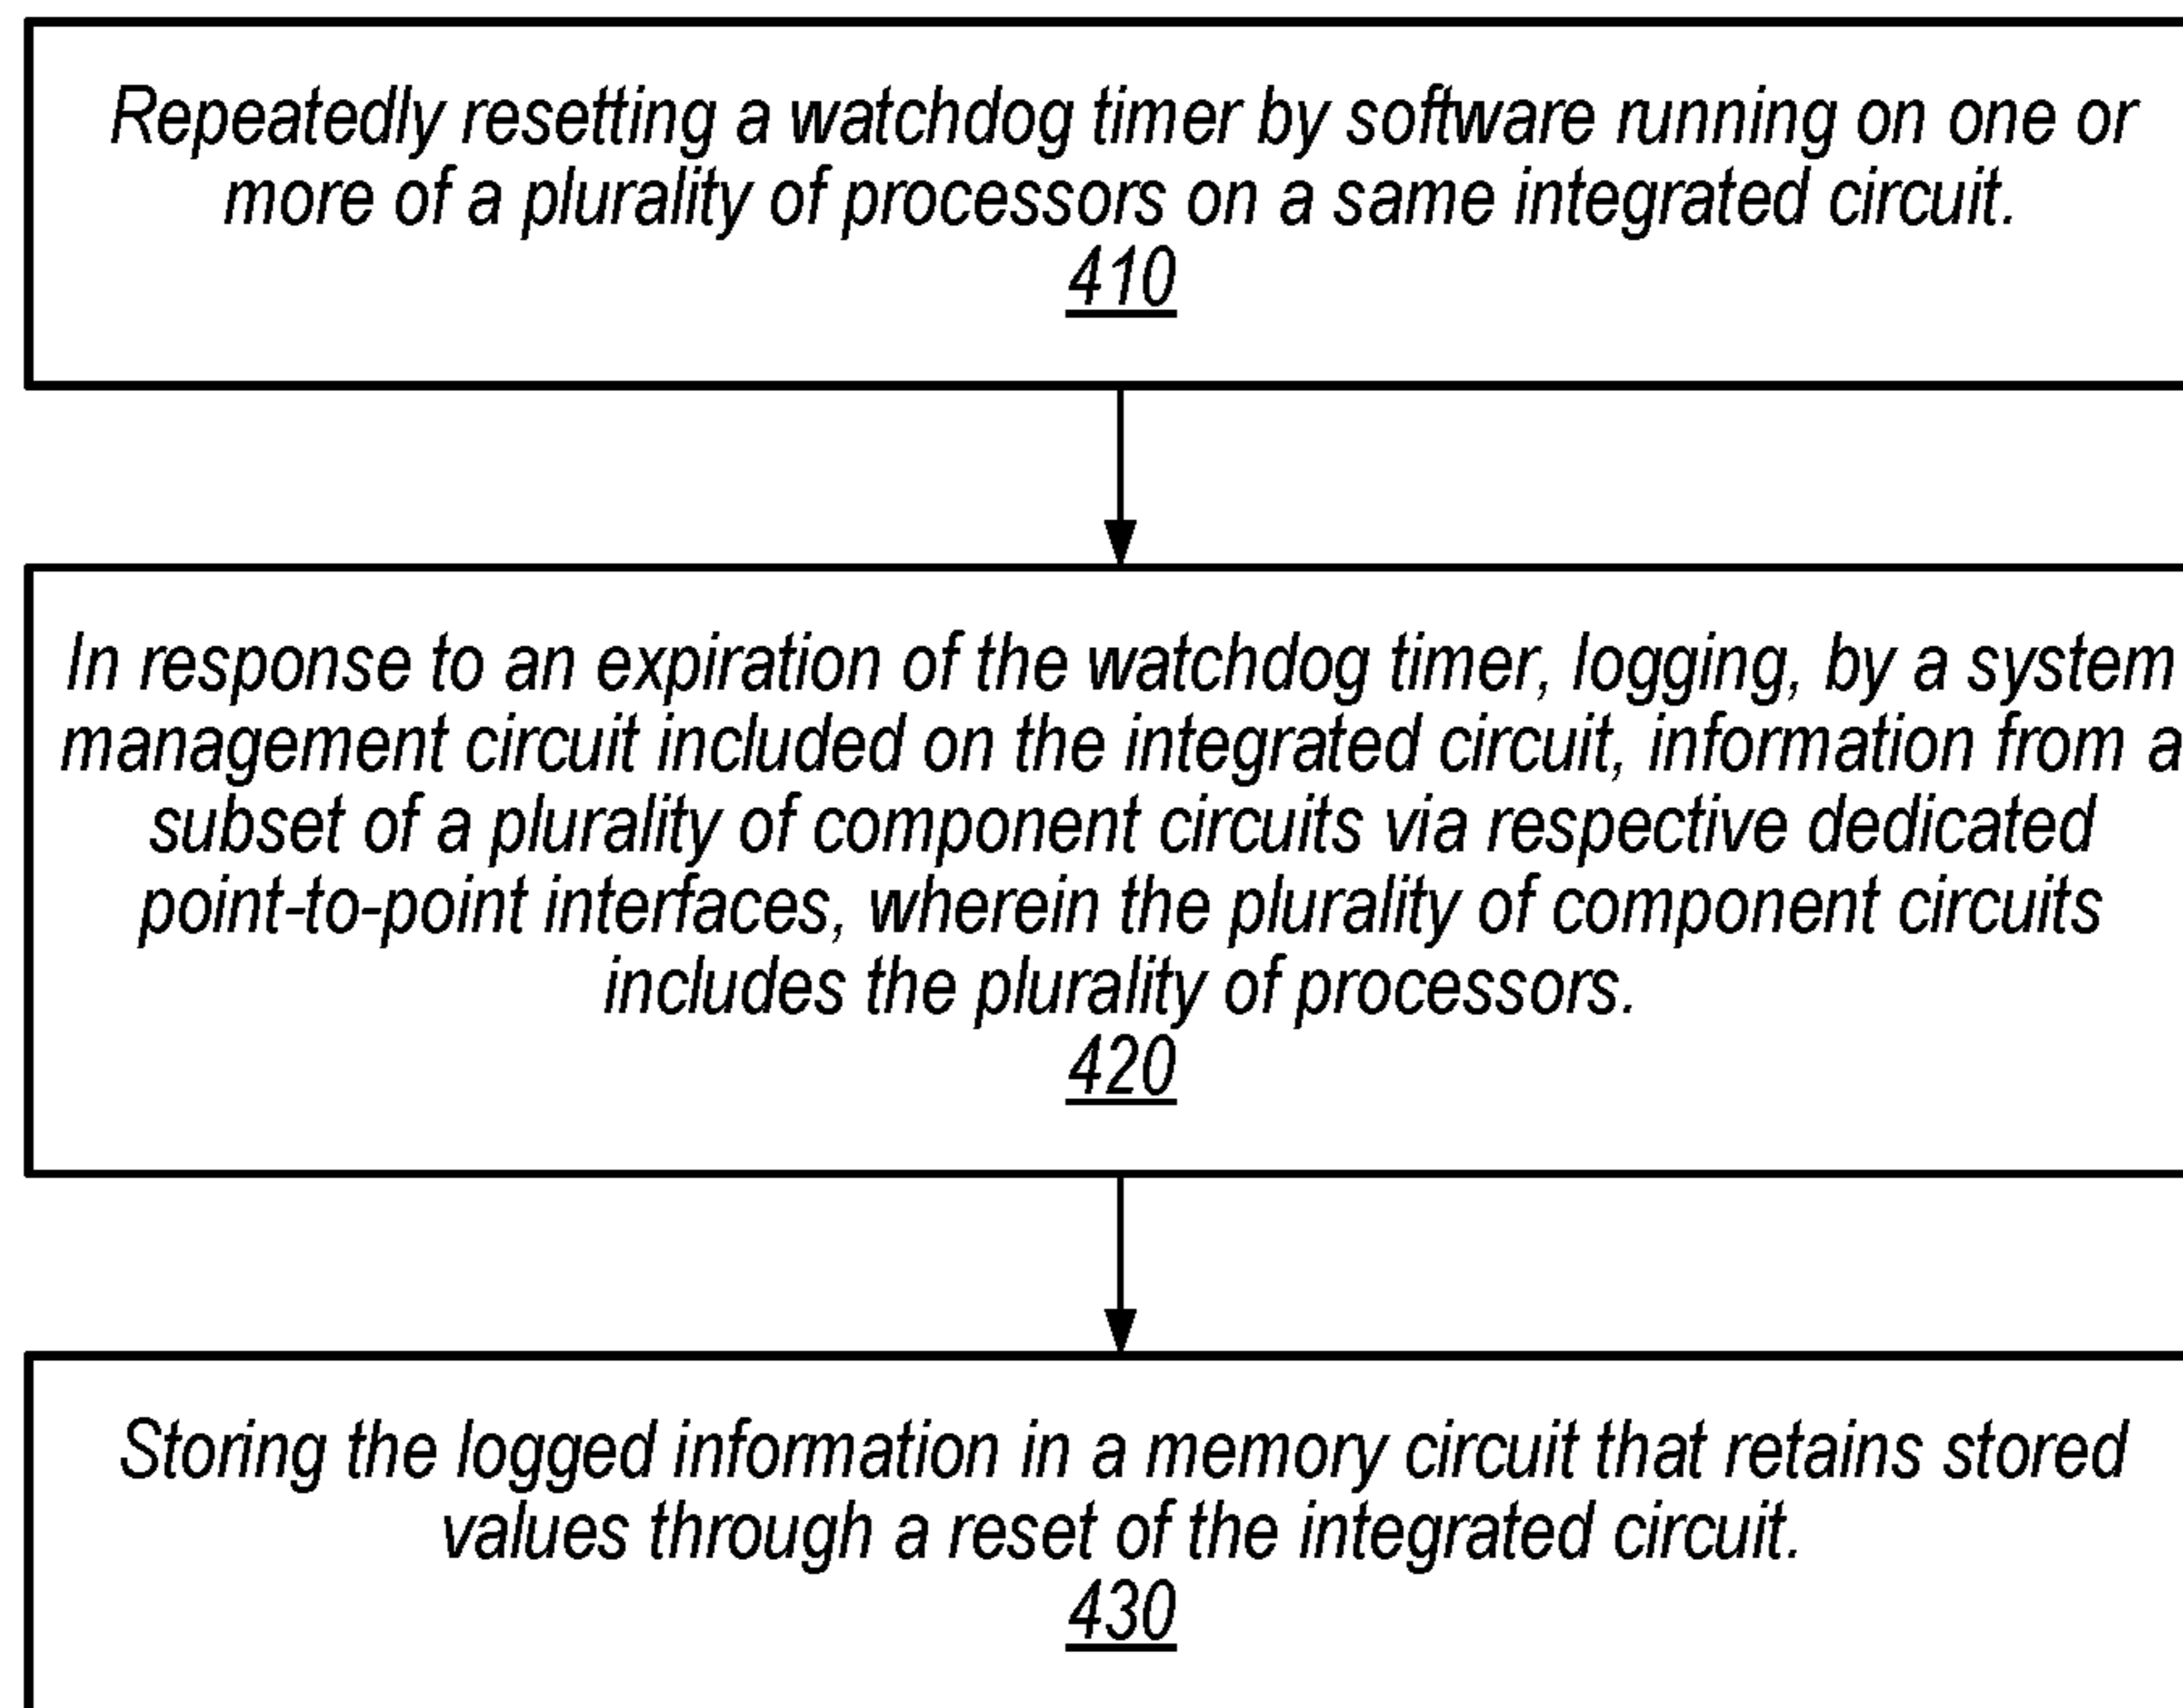 Repeatedly resetting a watchdog timer by software running on one or
more of a plurality of processors on a same integrated circuit.
410
In response to an expiration of the watchdog timer, logging, by a system
management circuit included on the integrated circuit, information from a
subset of a plurality of component circuits via respective dedicated
point-to-point interfaces, wherein the plurality of component circuits
includes the plurality of processors.
420
Storing the logged information in a memory circuit that retains stored
values through a reset of the integrated circuit.
430